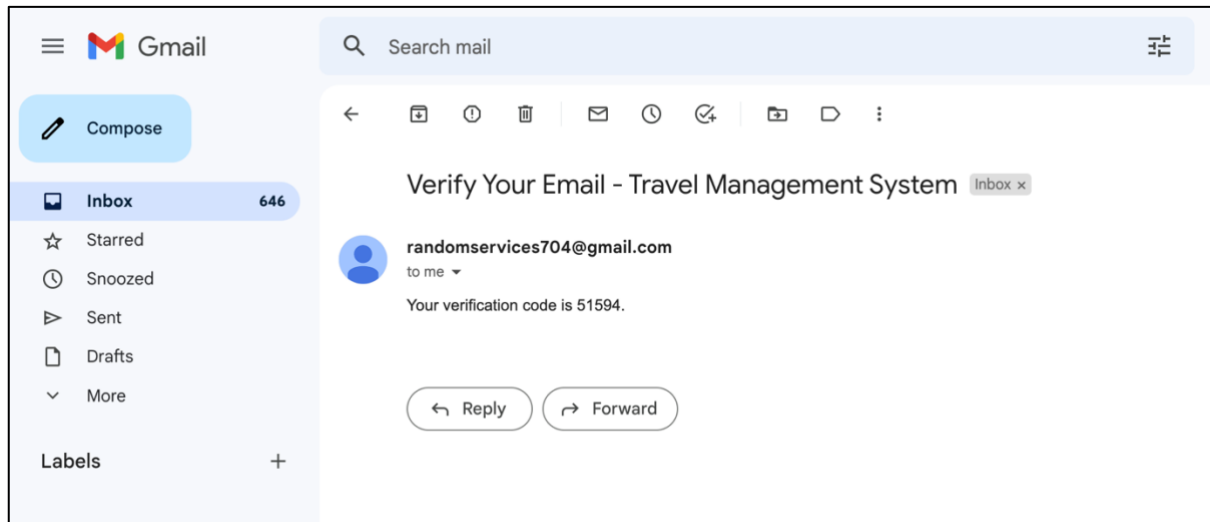 Gmail
Search mail
Compose
Inbox 646
Starred
Snoozed
Sent
Drafts
More
Labels
Verify Your Email - Travel Management System Inbox x
randomservices704@gmail.com
to me
Your verification code is 51594.
Reply Forward